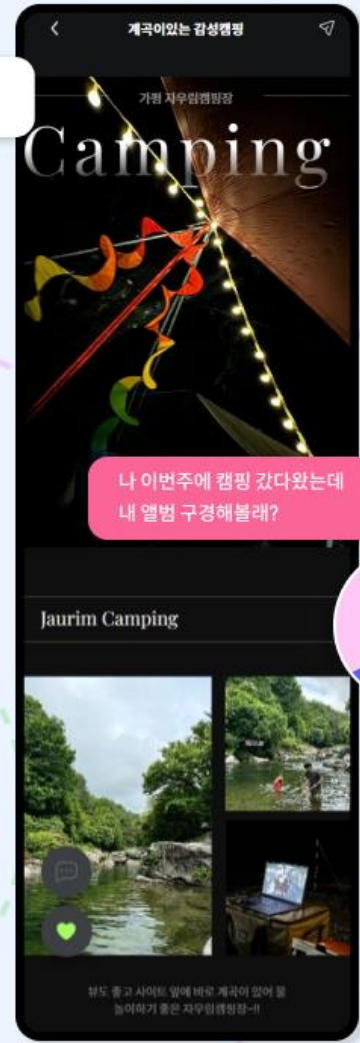 계곡이있는 감성캠핑
가평 자우림캠핑장
Camping
나 이번주에 캠핑 갔다왔는데
내 앨범 구경해볼래?
Jaurim Camping
뷰도 좋고 사이트 옆에 바로 계곡이 있어 물
놀이하기 좋은 자우림캠핑장~!!